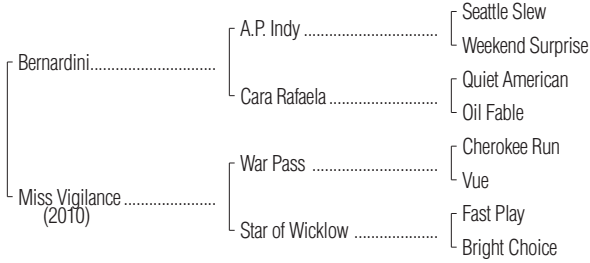 Seattle Slew
A.P. Indy ..............................
Weekend Surprise
Bernardini............................
Quiet American
Cara Rafaela ........................
Oil Fable
Cherokee Run
War Pass ............................
Vue
Miss Vigilance .....................
(2010)
Fast Play
Star of Wicklow ...................
Bright Choice